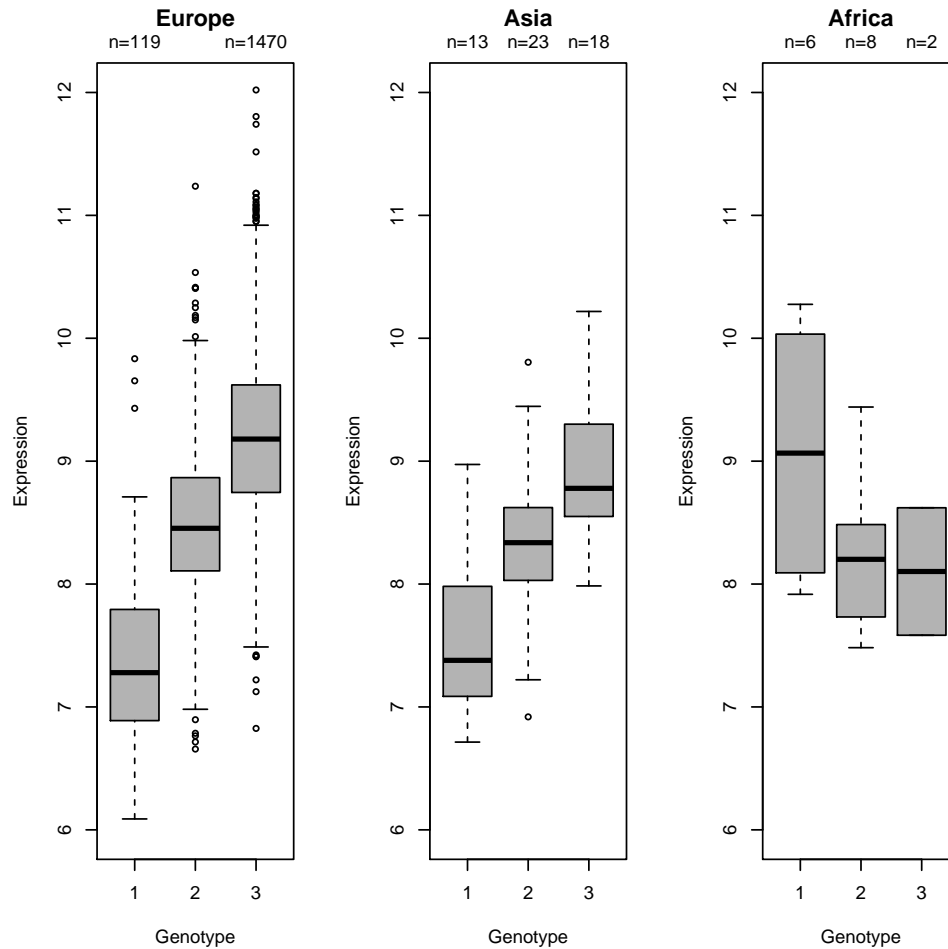 Europe
n=119 n=1470
Expression
12
11
10
9
8
7
6
1 2 3
Genotype
Asia
n=13 n=23 n=18
Expression
12
11
10
9
8
7
6
1 2 3
Genotype
Africa
n=6 n=8 n=2
Expression
12
11
10
9
8
7
6
1 2 3
Genotype